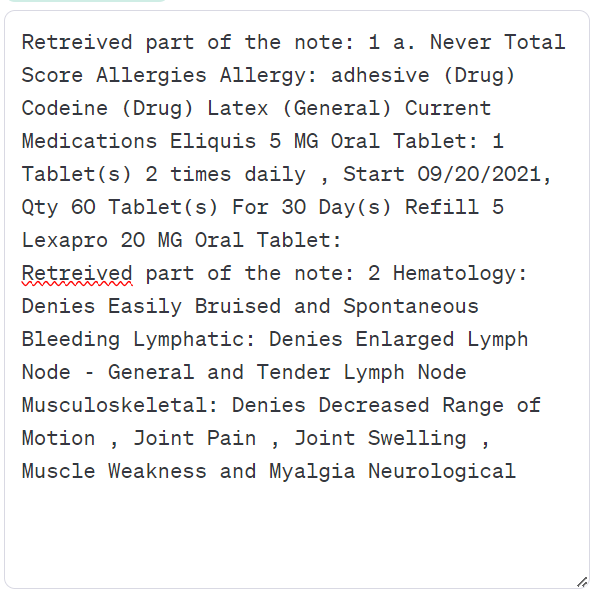 Retreived part of the note: 1 a. Never Total
Score Allergies Allergy: adhesive (Drug)
Codeine (Drug) Latex (General) Current
Medications Eliquis 5 MG Oral Tablet: 1
Tablet(s) 2 times daily , Start 09/20/2021,
Qty 60 Tablet(s) For 30 Day(s) Refill 5
Lexapro 20 MG Oral Tablet:
Retreived part of the note: 2 Hematology:
Denies Easily Bruised and Spontaneous
Bleeding Lymphatic: Denies Enlarged Lymph
Node - General and Tender Lymph Node
Musculoskeletal: Denies Decreased Range of
Motion , Joint Pain , Joint Swelling ,
Muscle Weakness and Myalgia Neurological